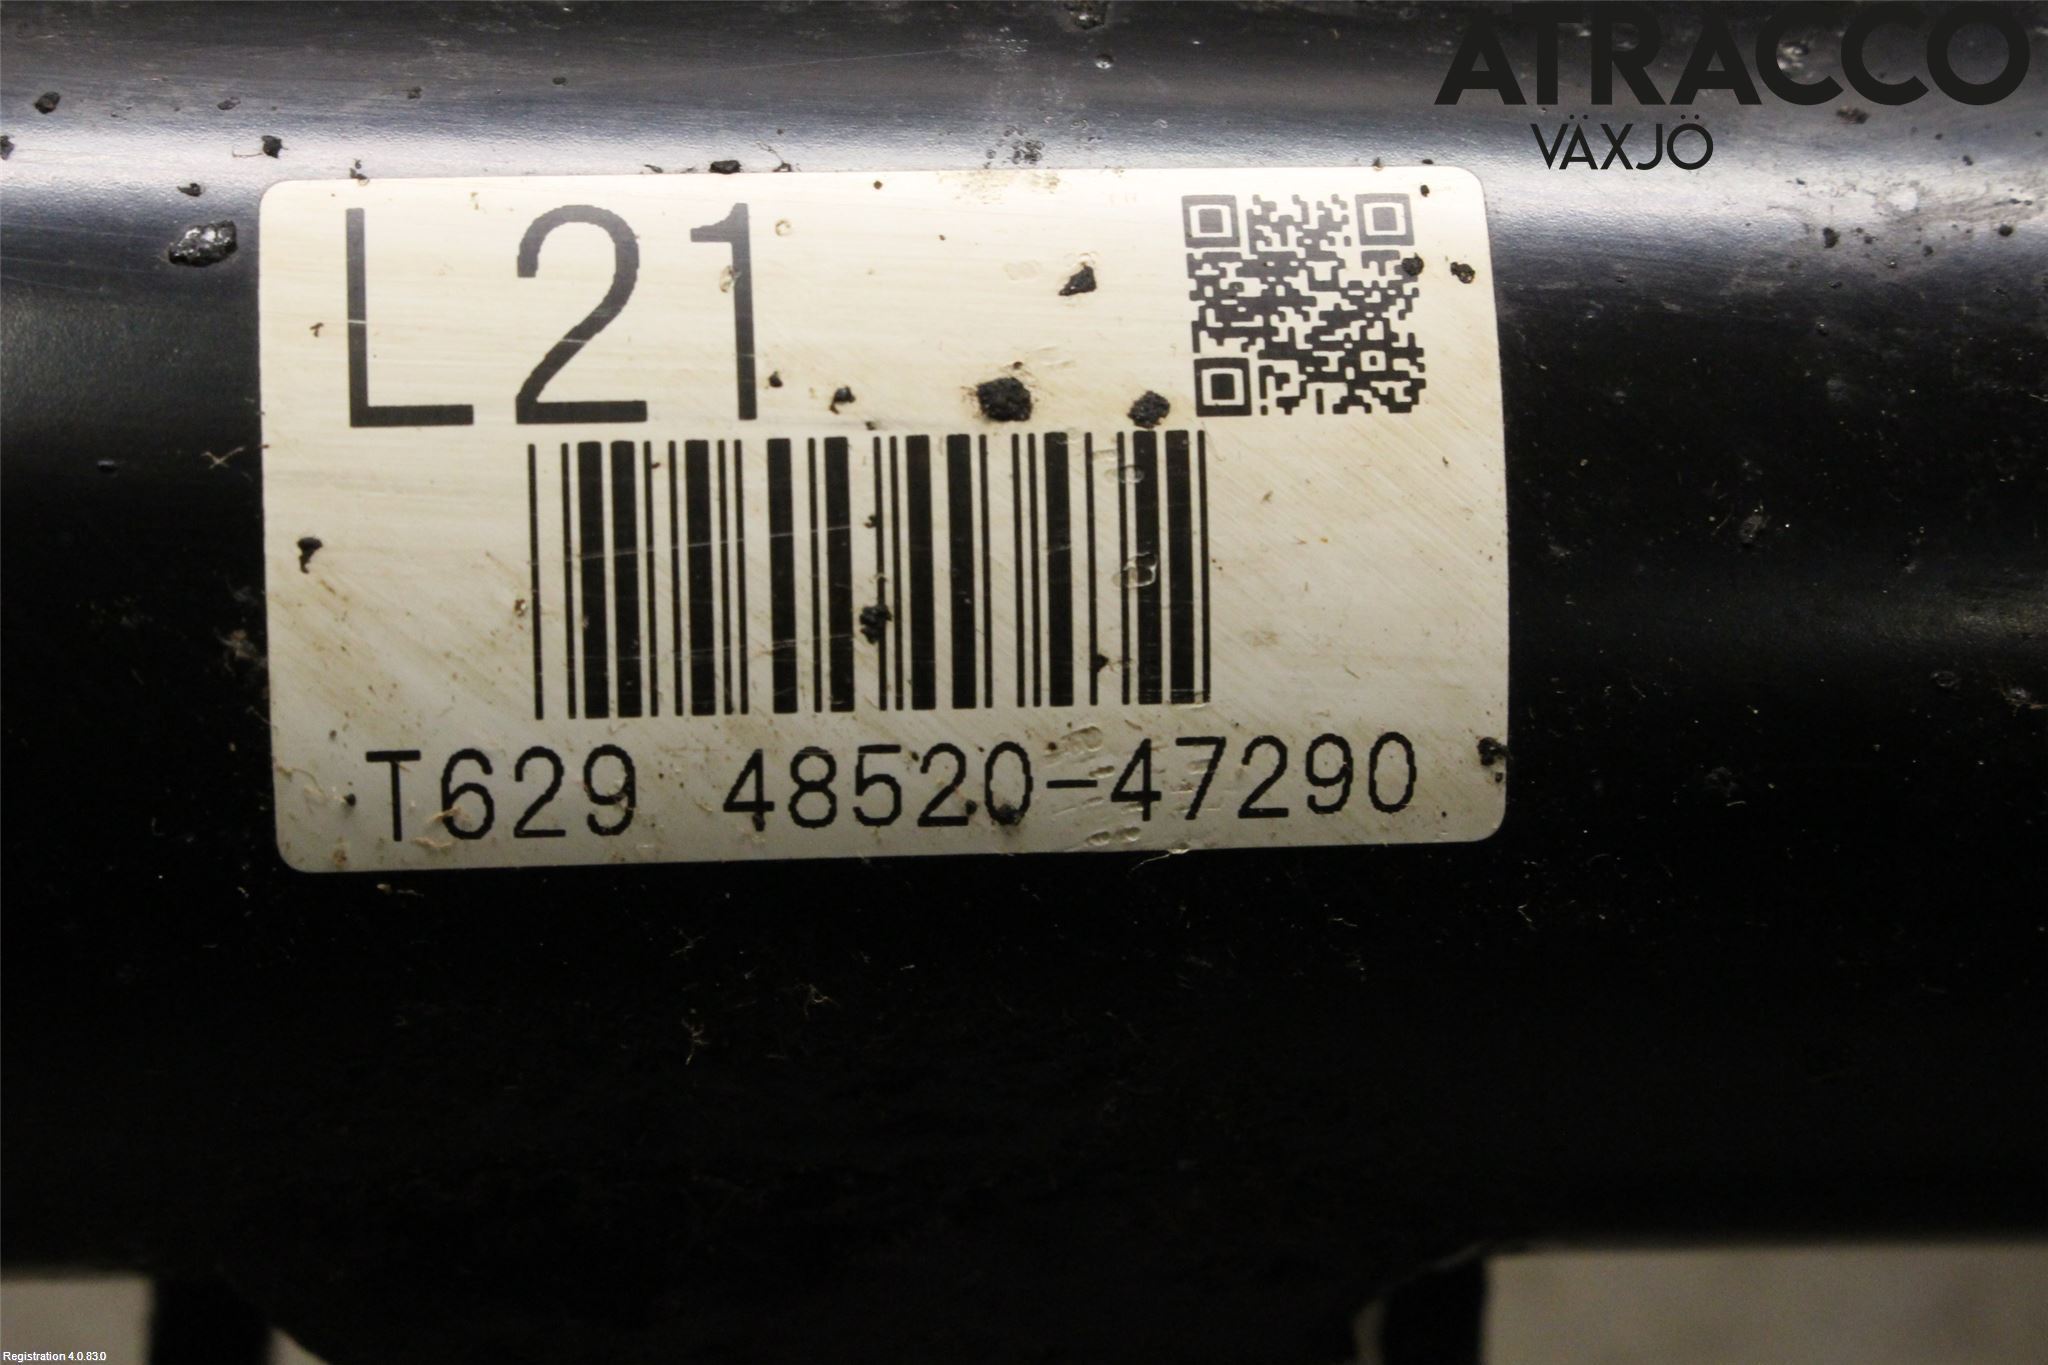 ATRACCO
VÄXJÖ
L21
T629 48520-47290
Registration 4.0.83.0